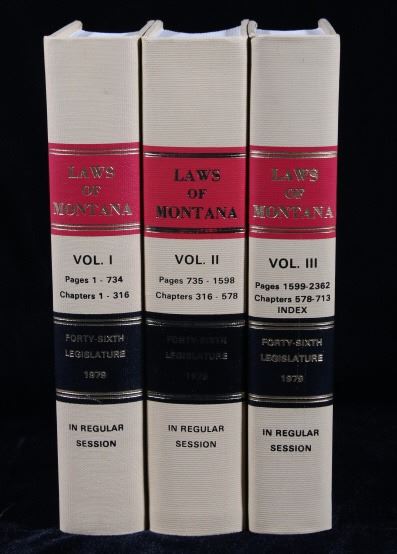 LAWS
OF
MONTANA
VOL. I
Pages 1 - 734
Chapters 1 - 316
FORTY-SIXTH
LEGISLATURE
1979
IN REGULAR
SESSION
LAWS
OF
MONTANA
VOL. II
Pages 735 - 1598
Chapters 316 - 578
FORTY-SIXTH
LEGISLATURE
1979
IN REGULAR
SESSION
LAWS
OF
MONTANA
VOL. III
Pages 1599-2362
Chapters 578-713
INDEX
FORTY-SIXTH
LEGISLATURE
1979
IN REGULAR
SESSION